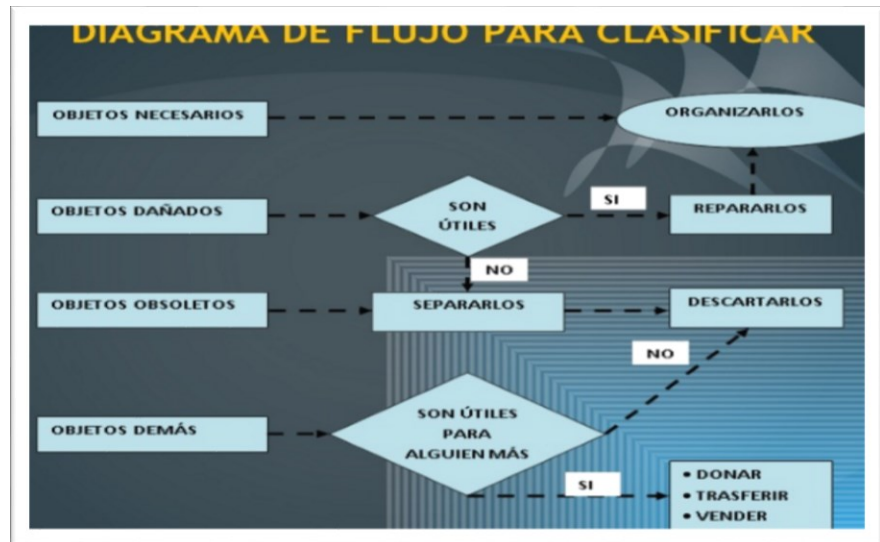 DIAGRAMA DE FLUJO PARA CLASIFICAR
OBJETOS NECESARIOS
ORGANIZARLOS
OBJETOS DAÑADOS
SON
ÚTILES
SI
REPARARLOS
NO
OBJETOS OBSOLETOS
SEPARARLOS
DESCARTARLOS
NO
OBJETOS DEMÁS
SON ÚTILES
PARA
ALGUIEN MÁS
SI
• DONAR
• TRASFERIR
• VENDER